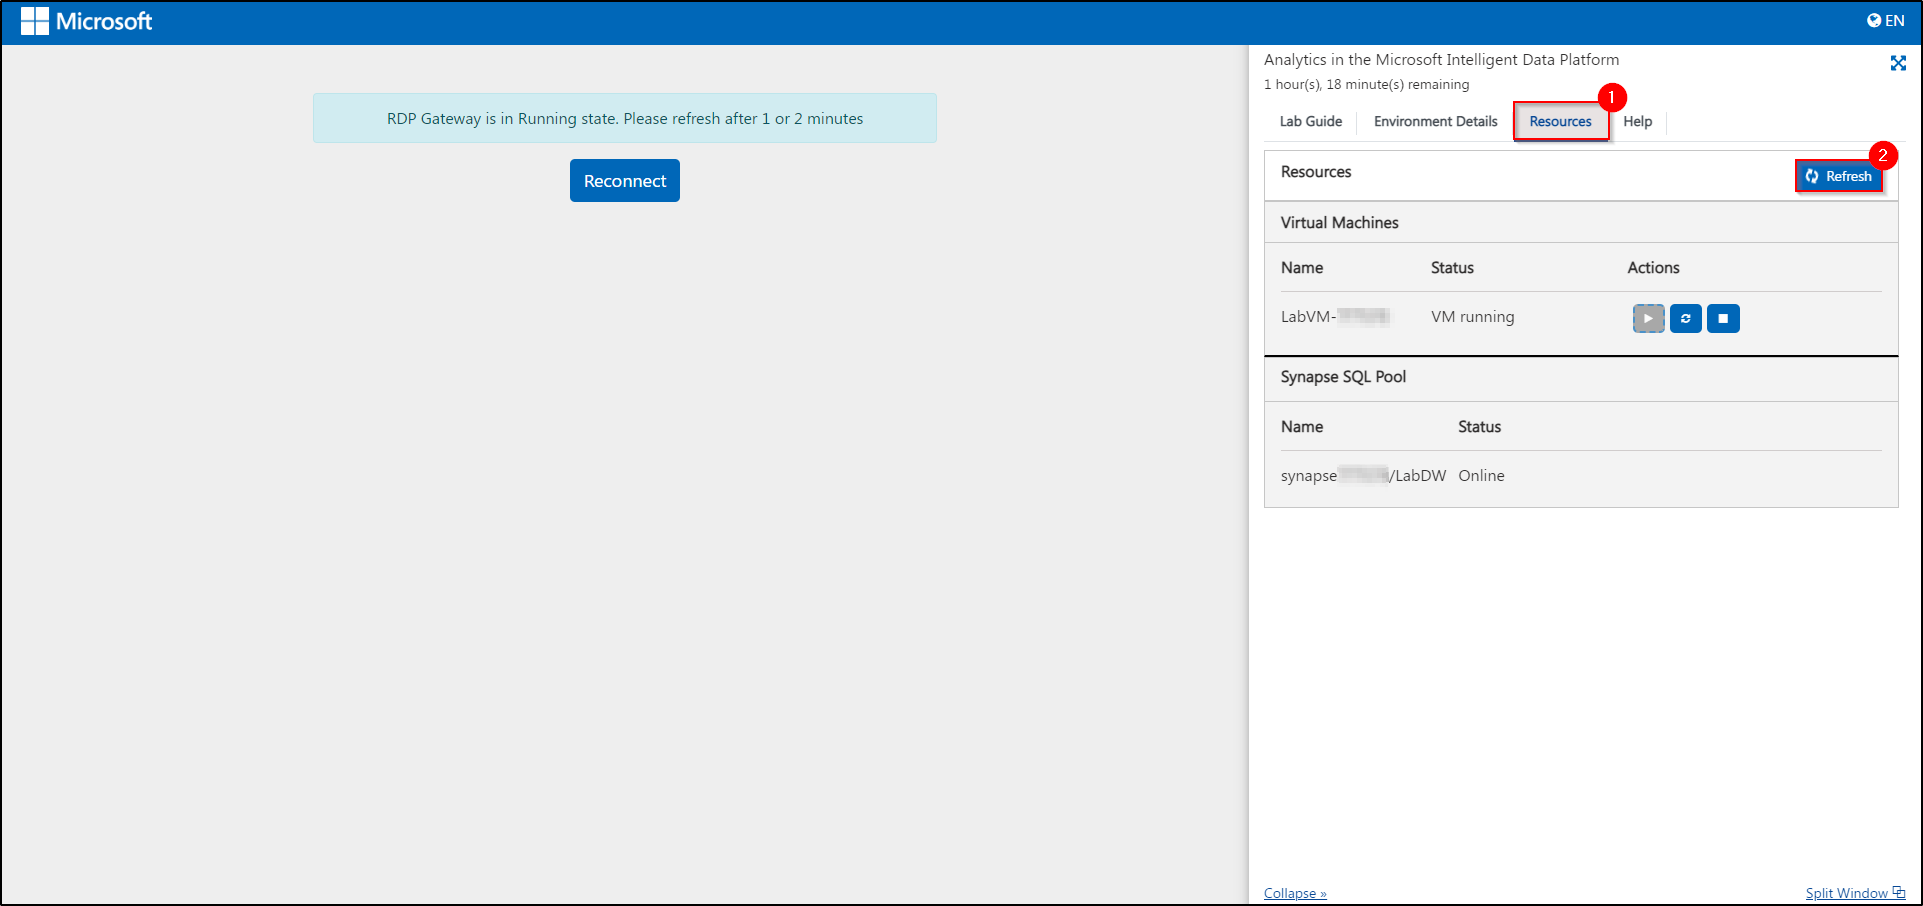 Microsoft
EN
RDP Gateway is in Running state. Please refresh after 1 or 2 minutes
Reconnect
Analytics in the Microsoft Intelligent Data Platform
1 hour(s), 18 minute(s) remaining
1
Lab Guide Environment Details Resources Help
2
Resources Refresh
Virtual Machines
Name Status Actions
LabVM- VM running
Synapse SQL Pool
Name Status
synapse /LabDW Online
Collapse » Split Window